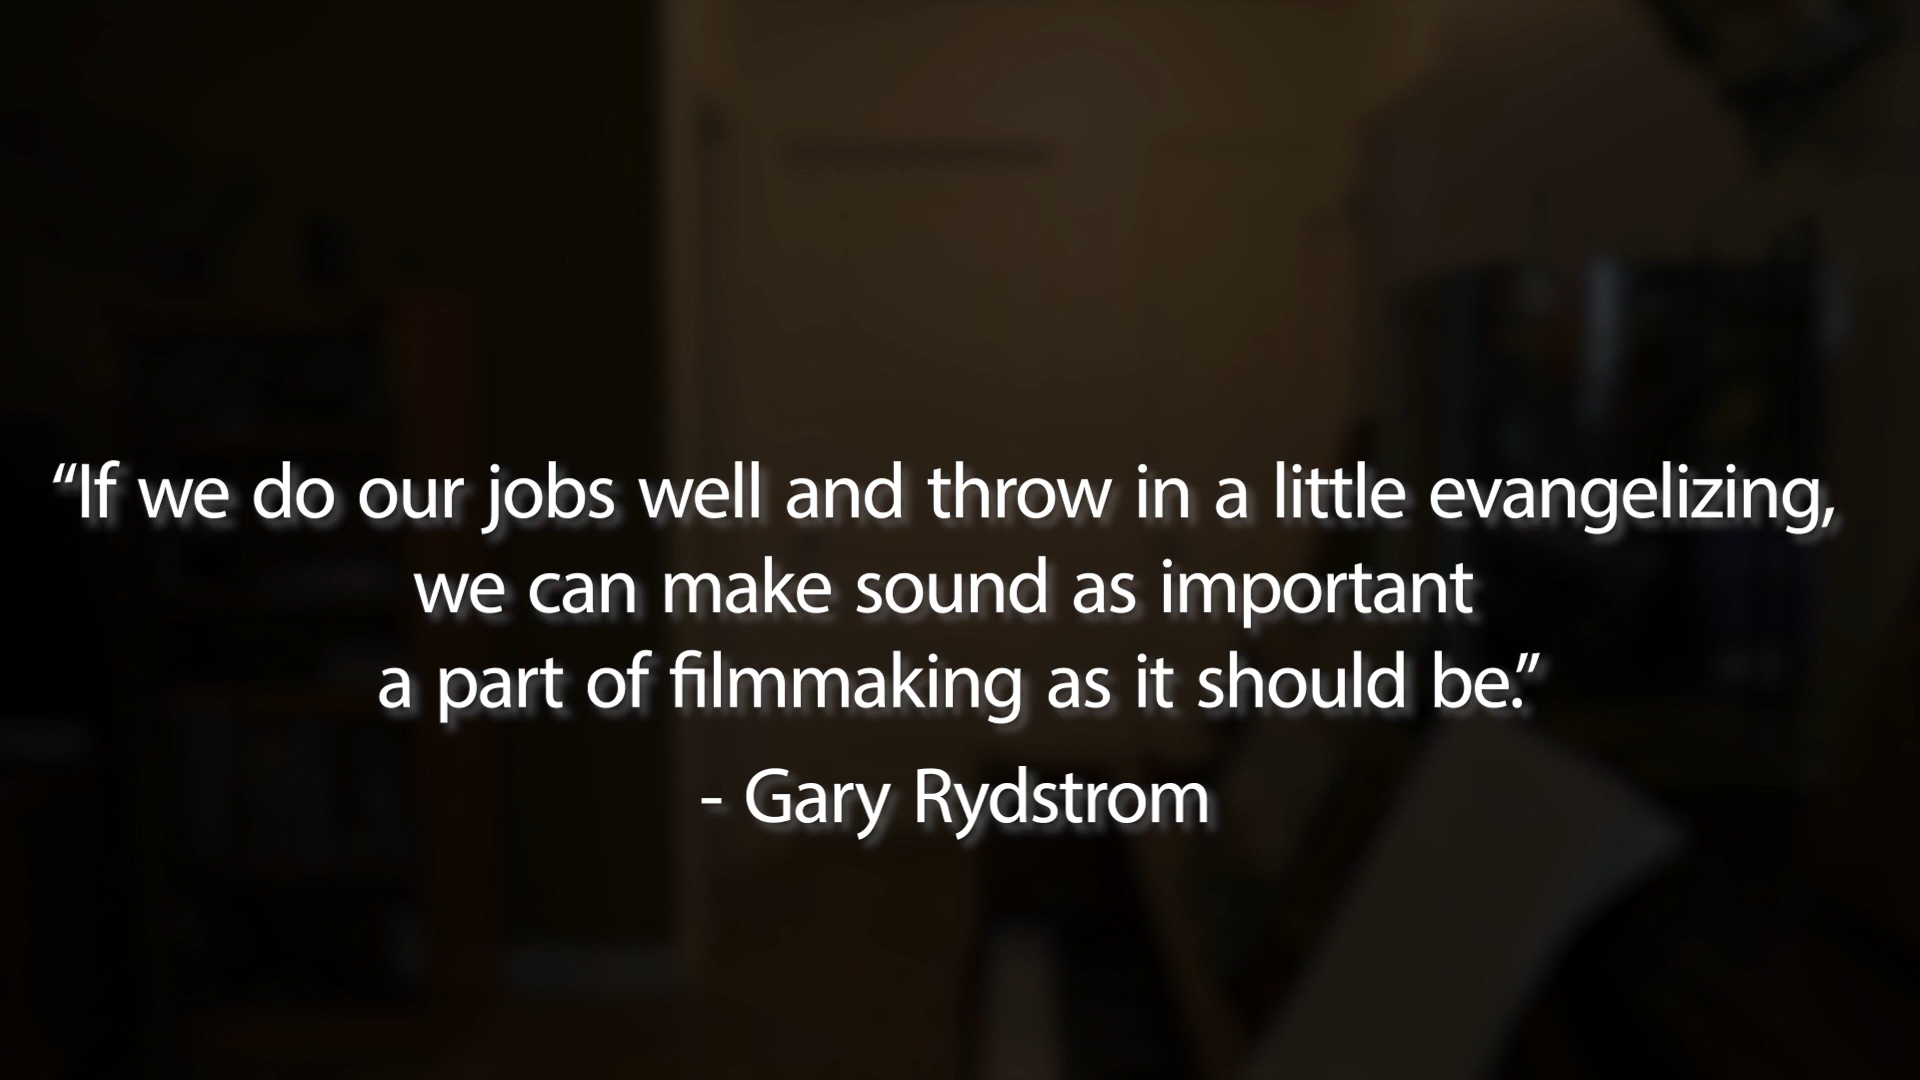 “If we do our jobs well and throw in a little evangelizing,
we can make sound as important
a part of filmmaking as it should be.”
- Gary Rydstrom